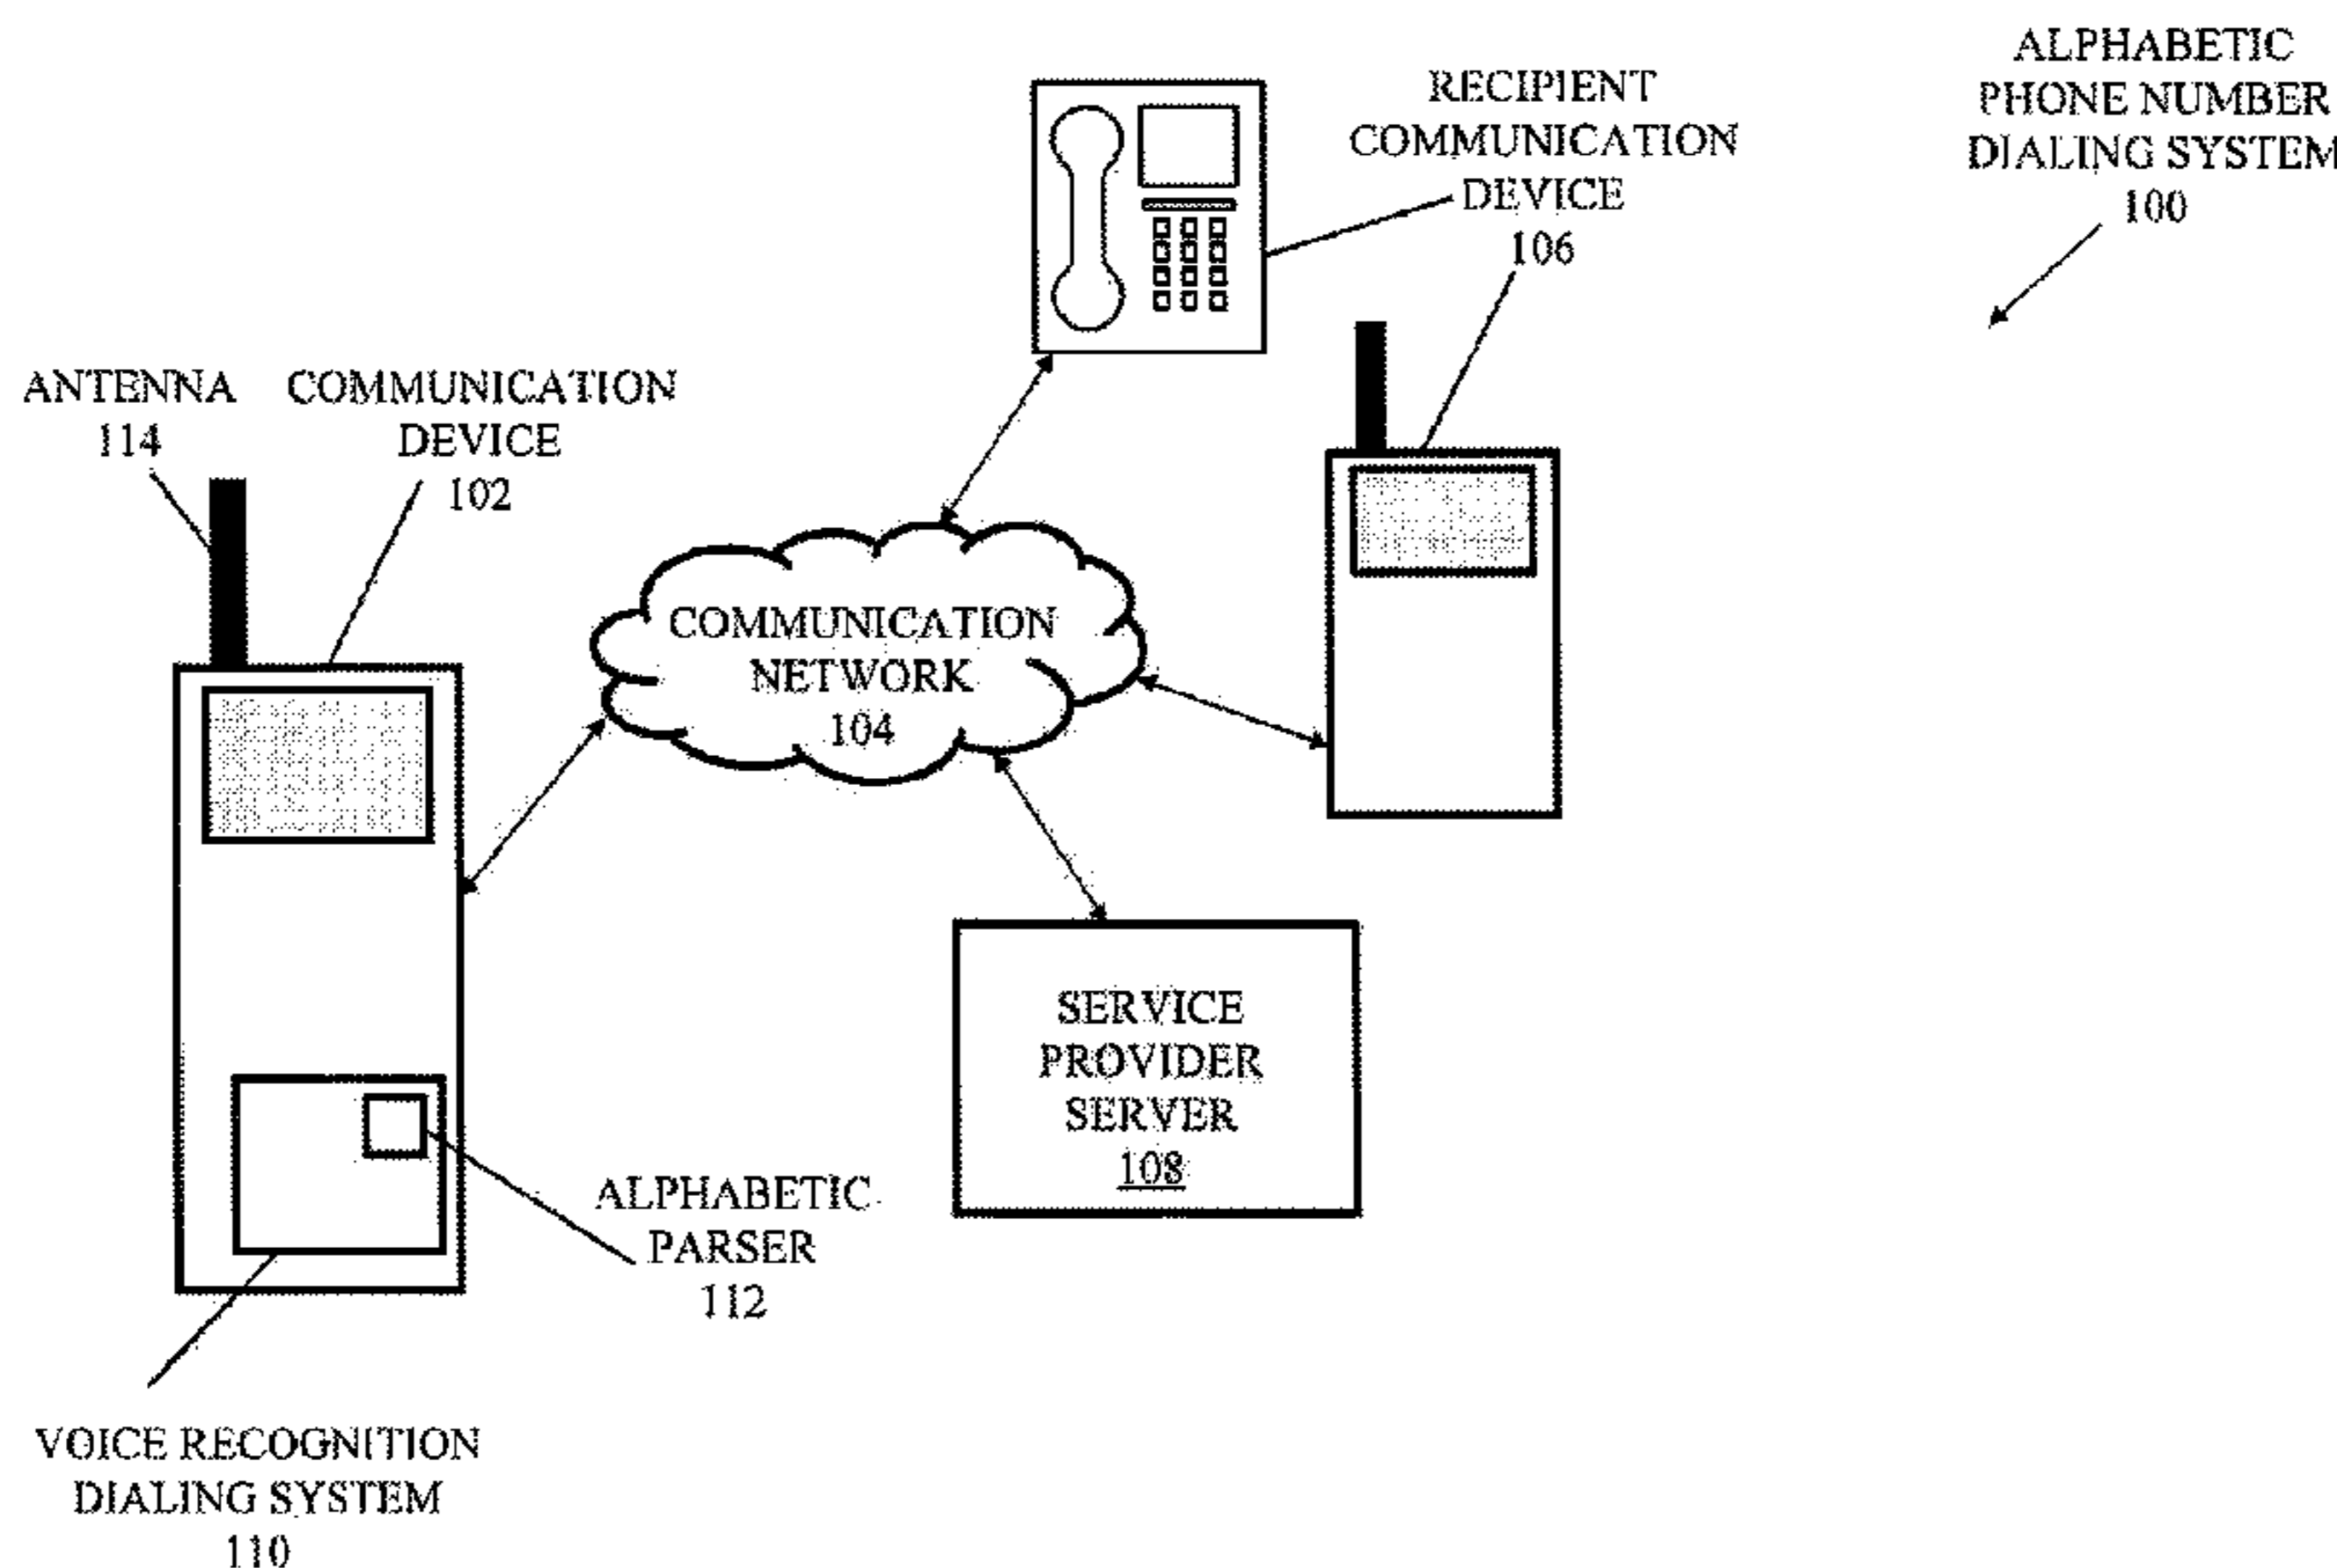 ALPHABETIC
PHONE NUMBER
DIALING SYSTEM
100
RECIPIENT
COMMUNICATION
DEVICE
106
ANTENNA
114
COMMUNICATION
DEVICE
102
COMMUNICATION
NETWORK
104
SERVICE
PROVIDER
SERVER
108
ALPHABETIC
PARSER
112
VOICE RECOGNITION
DIALING SYSTEM
110